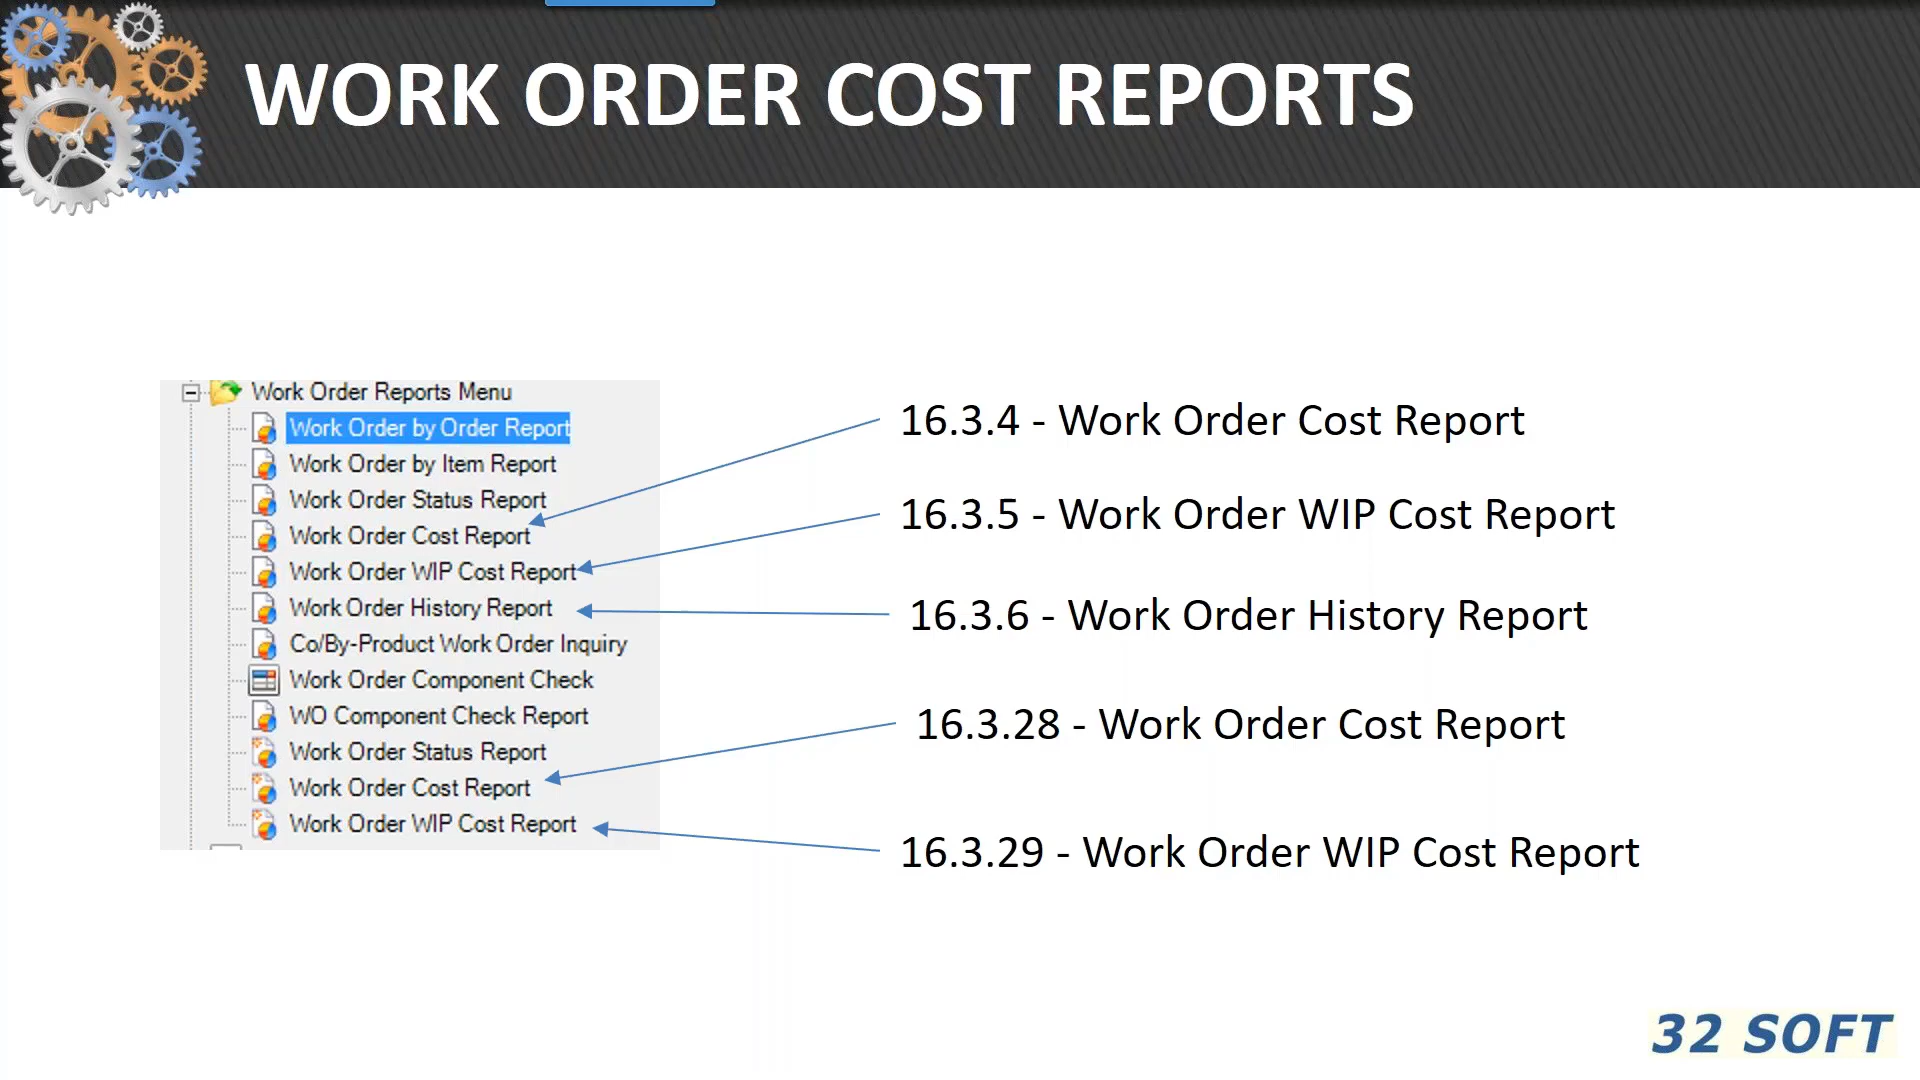 WORK ORDER COST REPORTS
Work Order Reports Menu
Work Order by Order Report
Work Order by Item Report
Work Order Status Report
Work Order Cost Report
Work Order WIP Cost Report
Work Order History Report
Co/By-Product Work Order Inquiry
Work Order Component Check
WO Component Check Report
Work Order Status Report
Work Order Cost Report
Work Order WIP Cost Report
16.3.4 - Work Order Cost Report
16.3.5 - Work Order WIP Cost Report
16.3.6 - Work Order History Report
16.3.28 - Work Order Cost Report
16.3.29 - Work Order WIP Cost Report
32 SOFT